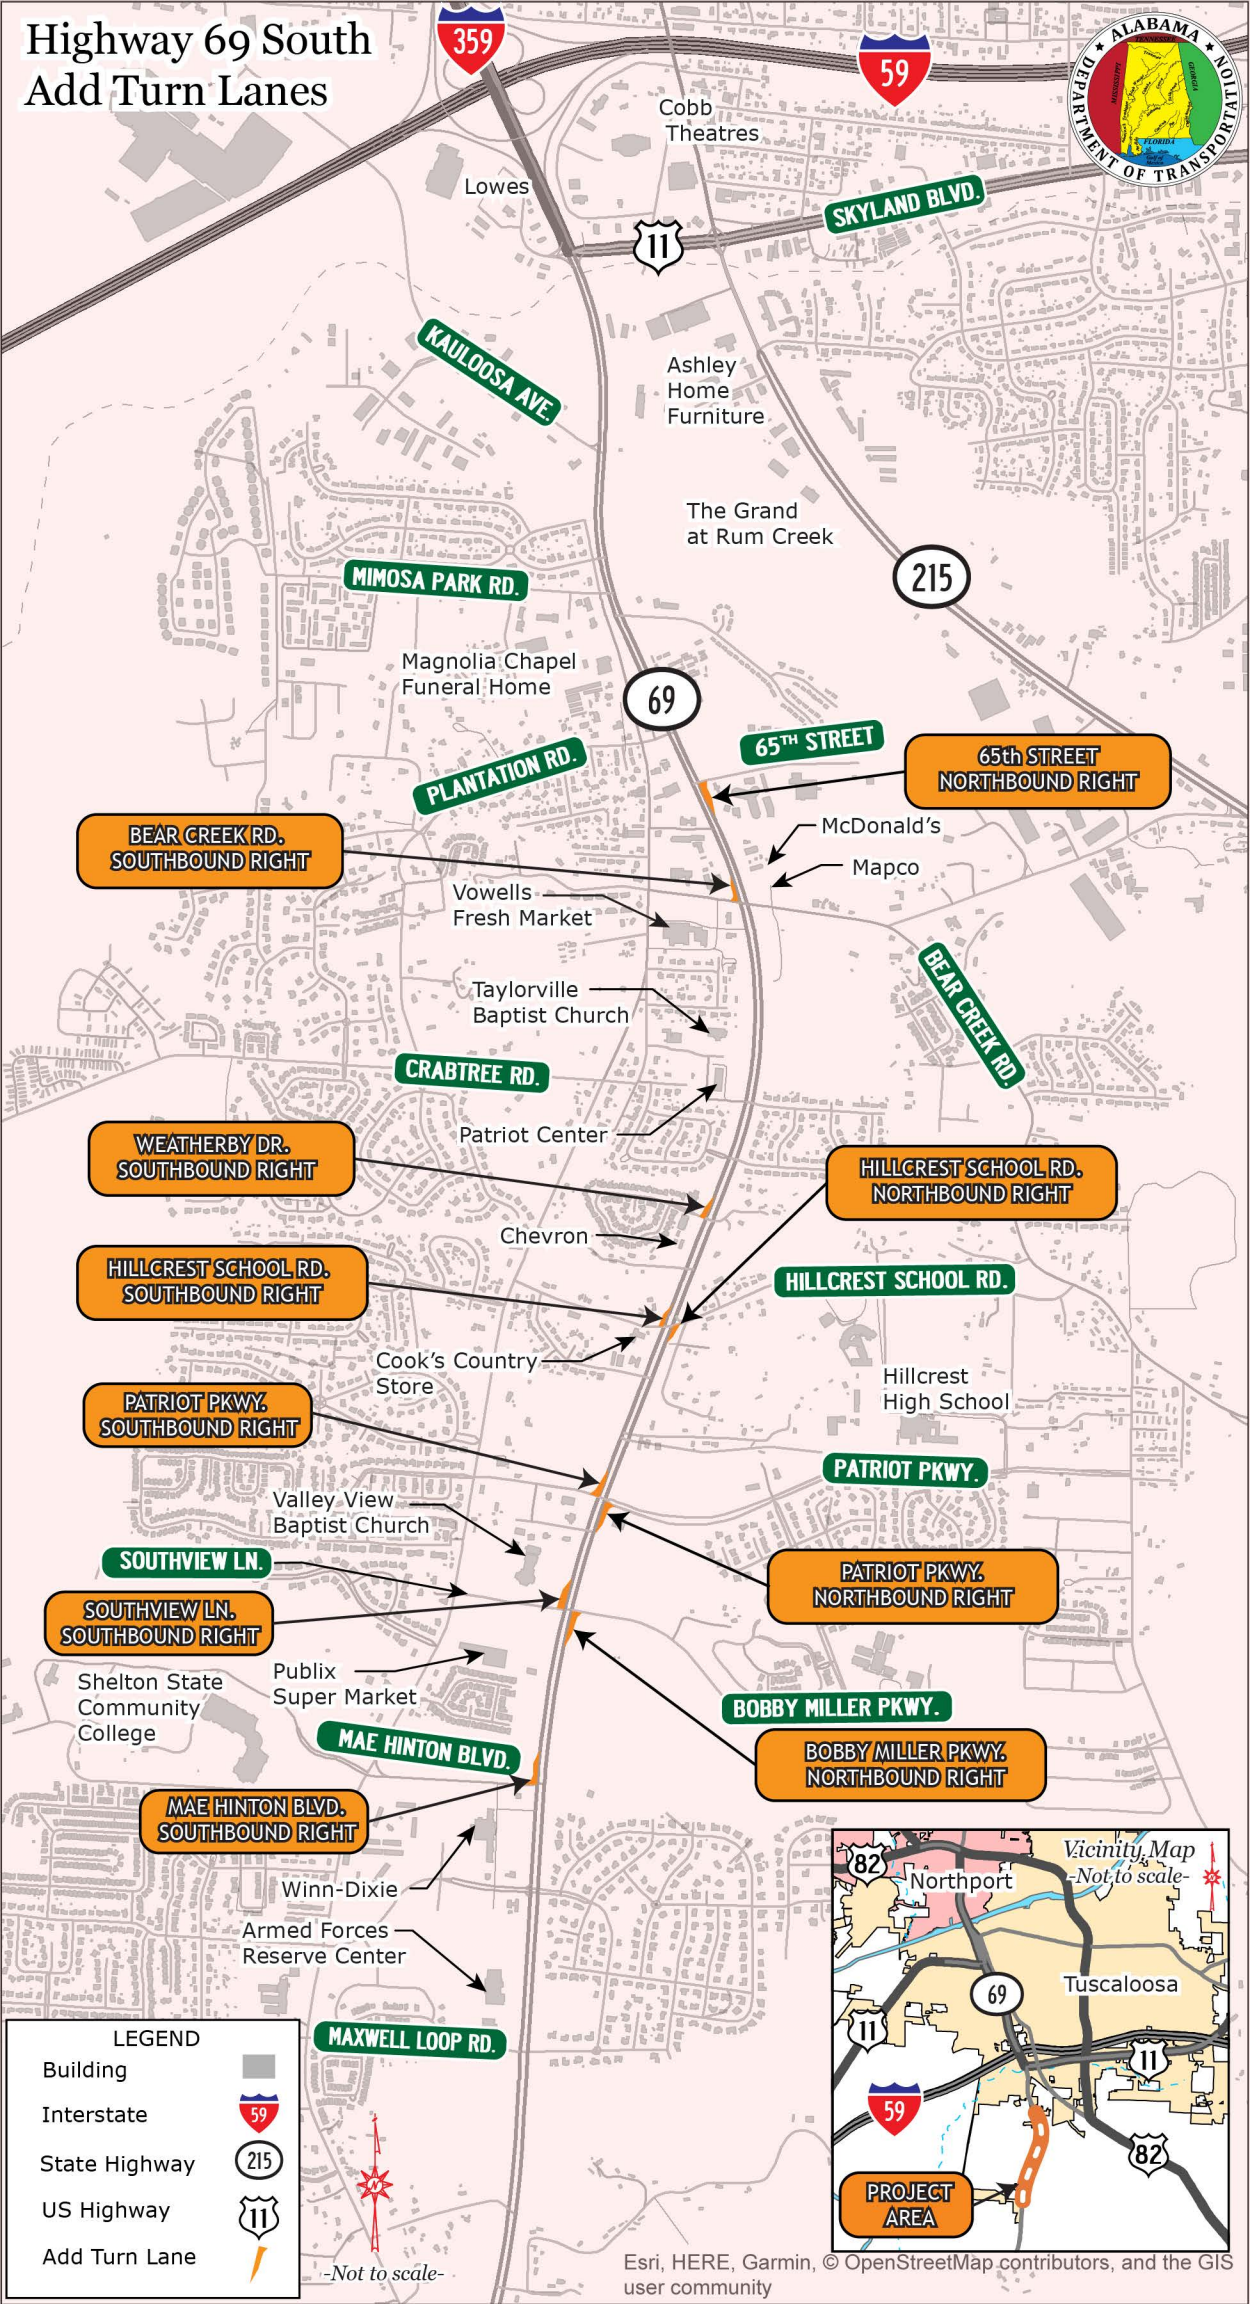 Highway 69 South
Add Turn Lanes
359
59
ALABAMA
DEPARTMENT OF TRANSPORTATION
TENNESSEE
MISSISSIPPI
GEORGIA
FLORIDA
Cobb
Theatres
Lowes
SKYLAND BLVD.
11
KAULOOSA AVE.
Ashley
Home
Furniture
The Grand
at Rum Creek
215
MIMOSA PARK RD.
Magnolia Chapel
Funeral Home
69
65TH STREET
PLANTATION RD.
65th STREET
NORTHBOUND RIGHT
BEAR CREEK RD.
SOUTHBOUND RIGHT
McDonald's
Mapco
Vowells
Fresh Market
BEAR CREEK RD.
Taylorville
Baptist Church
CRABTREE RD.
Patriot Center
WEATHERBY DR.
SOUTHBOUND RIGHT
HILLCREST SCHOOL RD.
NORTHBOUND RIGHT
Chevron
HILLCREST SCHOOL RD.
SOUTHBOUND RIGHT
HILLCREST SCHOOL RD.
Cook's Country
Store
Hillcrest
High School
PATRIOT PKWY.
SOUTHBOUND RIGHT
PATRIOT PKWY.
Valley View
Baptist Church
SOUTHVIEW LN.
PATRIOT PKWY.
NORTHBOUND RIGHT
SOUTHVIEW LN.
SOUTHBOUND RIGHT
Publix
Super Market
Shelton State
Community
College
BOBBY MILLER PKWY.
MAE HINTON BLVD.
BOBBY MILLER PKWY.
NORTHBOUND RIGHT
MAE HINTON BLVD.
SOUTHBOUND RIGHT
Winn-Dixie
Armed Forces
Reserve Center
MAXWELL LOOP RD.
LEGEND
Building
Interstate
59
State Highway
215
US Highway
11
Add Turn Lane
N
-Not to scale-
Vicinity Map
-Not to scale-
82
Northport
69
Tuscaloosa
11
11
59
82
PROJECT
AREA
Esri, HERE, Garmin, © OpenStreetMap contributors, and the GIS
user community